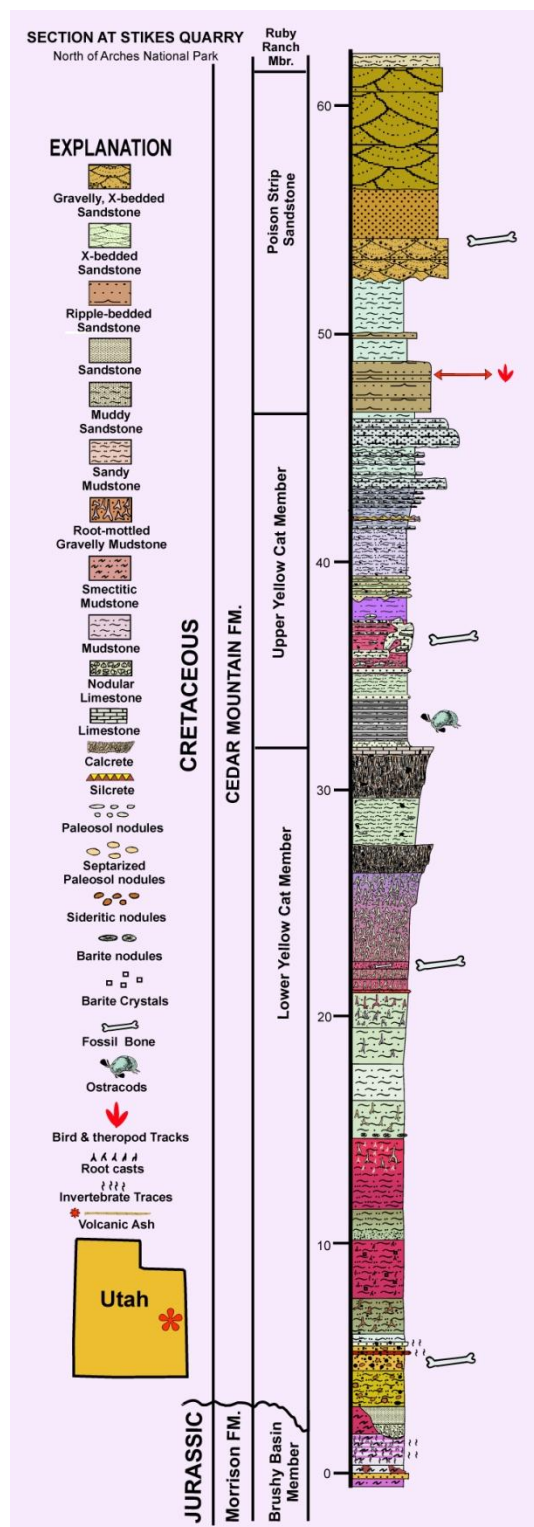 SECTION AT STIKES QUARRY
North of Arches National Park
EXPLANATION
Gravelly, X-bedded
Sandstone
X-bedded
Sandstone
Ripple-bedded
Sandstone
Sandstone
Muddy
Sandstone
Sandy
Mudstone
Root-mottled
Gravelly Mudstone
Smectitic
Mudstone
Mudstone
Nodular
Limestone
Limestone
Calcrete
Silcrete
Paleosol nodules
Septarized
Paleosol nodules
Sideritic nodules
Barite nodules
Barite Crystals
Fossil Bone
Ostracods
Bird & theropod Tracks
Root casts
Invertebrate Traces
Volcanic Ash
Utah
CRETACEOUS
JURASSIC
CEDAR MOUNTAIN FM.
Morrison FM.
Ruby
Ranch
Mbr.
Poison Strip
Sandstone
Upper Yellow Cat Member
Lower Yellow Cat Member
Brushy Basin
Member
60
50
40
30
20
10
0